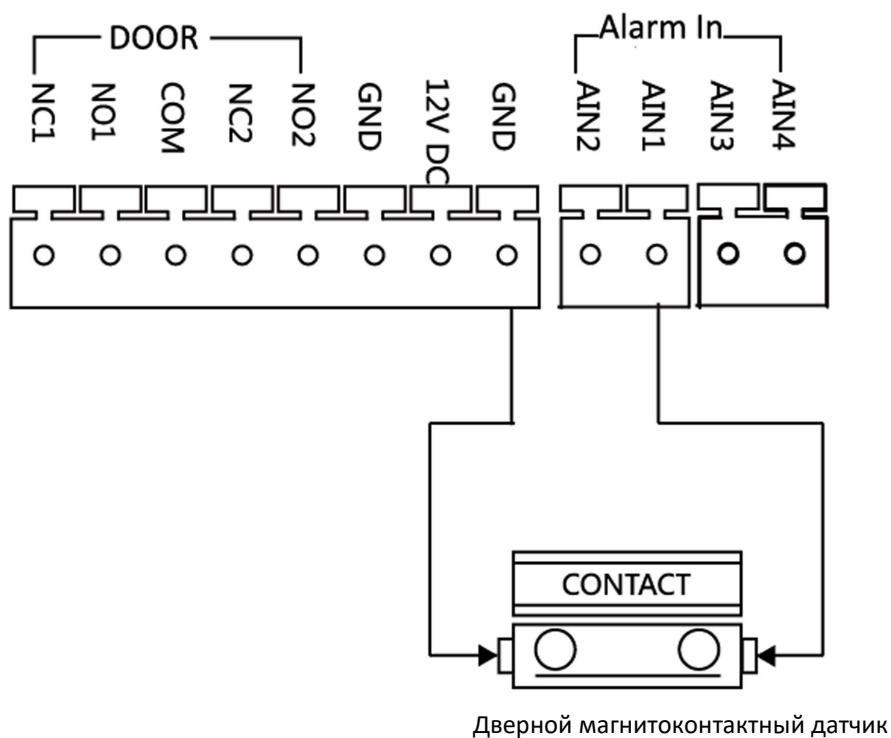 DOOR
Alarm In
NC1
NO1
COM
NC2
NO2
GND
12V DC
GND
AIN2
AIN1
AIN3
AIN4
CONTACT
Дверной магнитоконтактный датчик